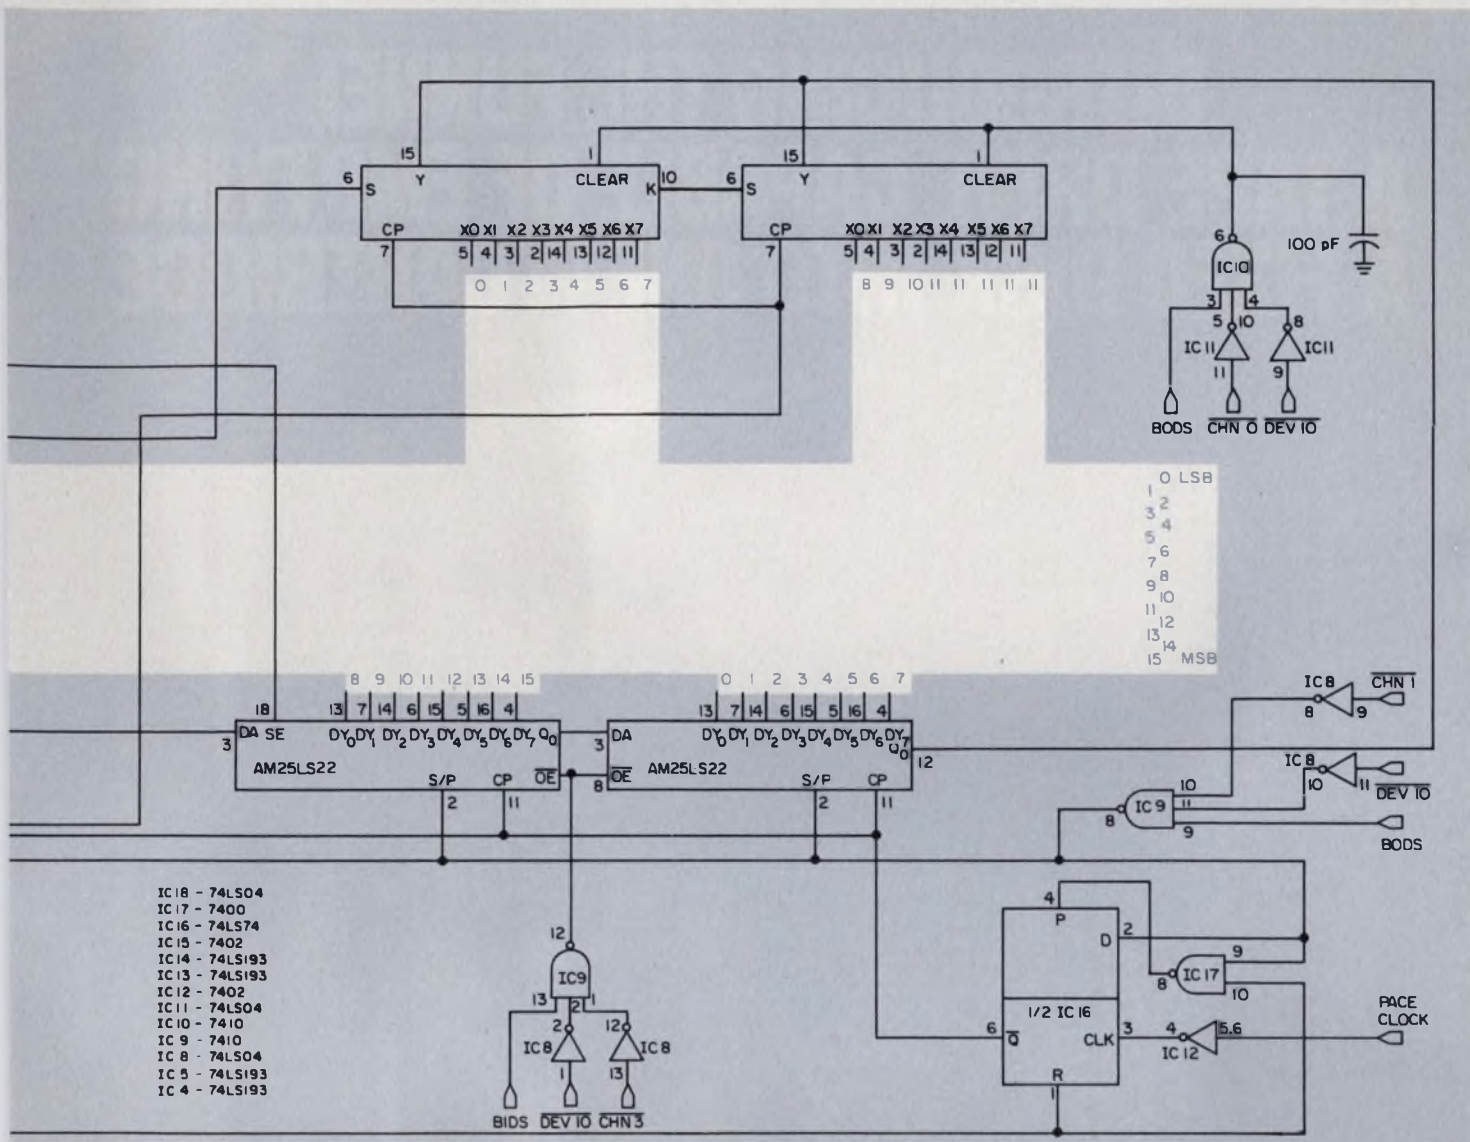 15 1 15 1
6 S Y CLEAR K 10 6 S Y CLEAR
CP X0 X1 X2 X3 X4 X5 X6 X7 CP X0 X1 X2 X3 X4 X5 X6 X7
7 5 4 3 2 14 13 12 11 7 5 4 3 2 14 13 12 11
0 1 2 3 4 5 6 7 8 9 10 11 11 11 11 11
6
IC10
100 pF
3 4
5 10 8
IC11 IC11
11 9
BODS CHN 0 DEV 10
0 LSB
1
2
3
4
5
6
7
8
9
10
11
12
13
14
15 MSB
8 9 10 11 12 13 14 15 0 1 2 3 4 5 6 7
18 13 7 14 6 15 5 16 4 13 7 14 6 15 5 16 4
3 DA SE DY0 DY1 DY2 DY3 DY4 DY5 DY6 DY7 Q0 3 DA DY0 DY1 DY2 DY3 DY4 DY5 DY6 DY7 Q0 12
AM25LS22 OE 8 OE AM25LS22
S/P CP S/P CP
2 11 2 11
IC8 CHN 1
8 9
IC8
10 11
DEV 10
10
8 IC9 11
9
BODS
IC18 - 74LS04
IC17 - 7400
IC16 - 74LS74
IC15 - 7402
IC14 - 74LS193
IC13 - 74LS193
IC12 - 7402
IC11 - 74LS04
IC10 - 7410
IC9 - 7410
IC8 - 74LS04
IC5 - 74LS193
IC4 - 74LS193
12
IC9
13 2 1
2 12
IC8 IC8
1 13
BIDS DEV 10 CHN 3
4
P
D 2
9
8 IC17
10
1/2 IC16
6 Q CLK 3 4 5,6
IC12
PACE
CLOCK
R
1